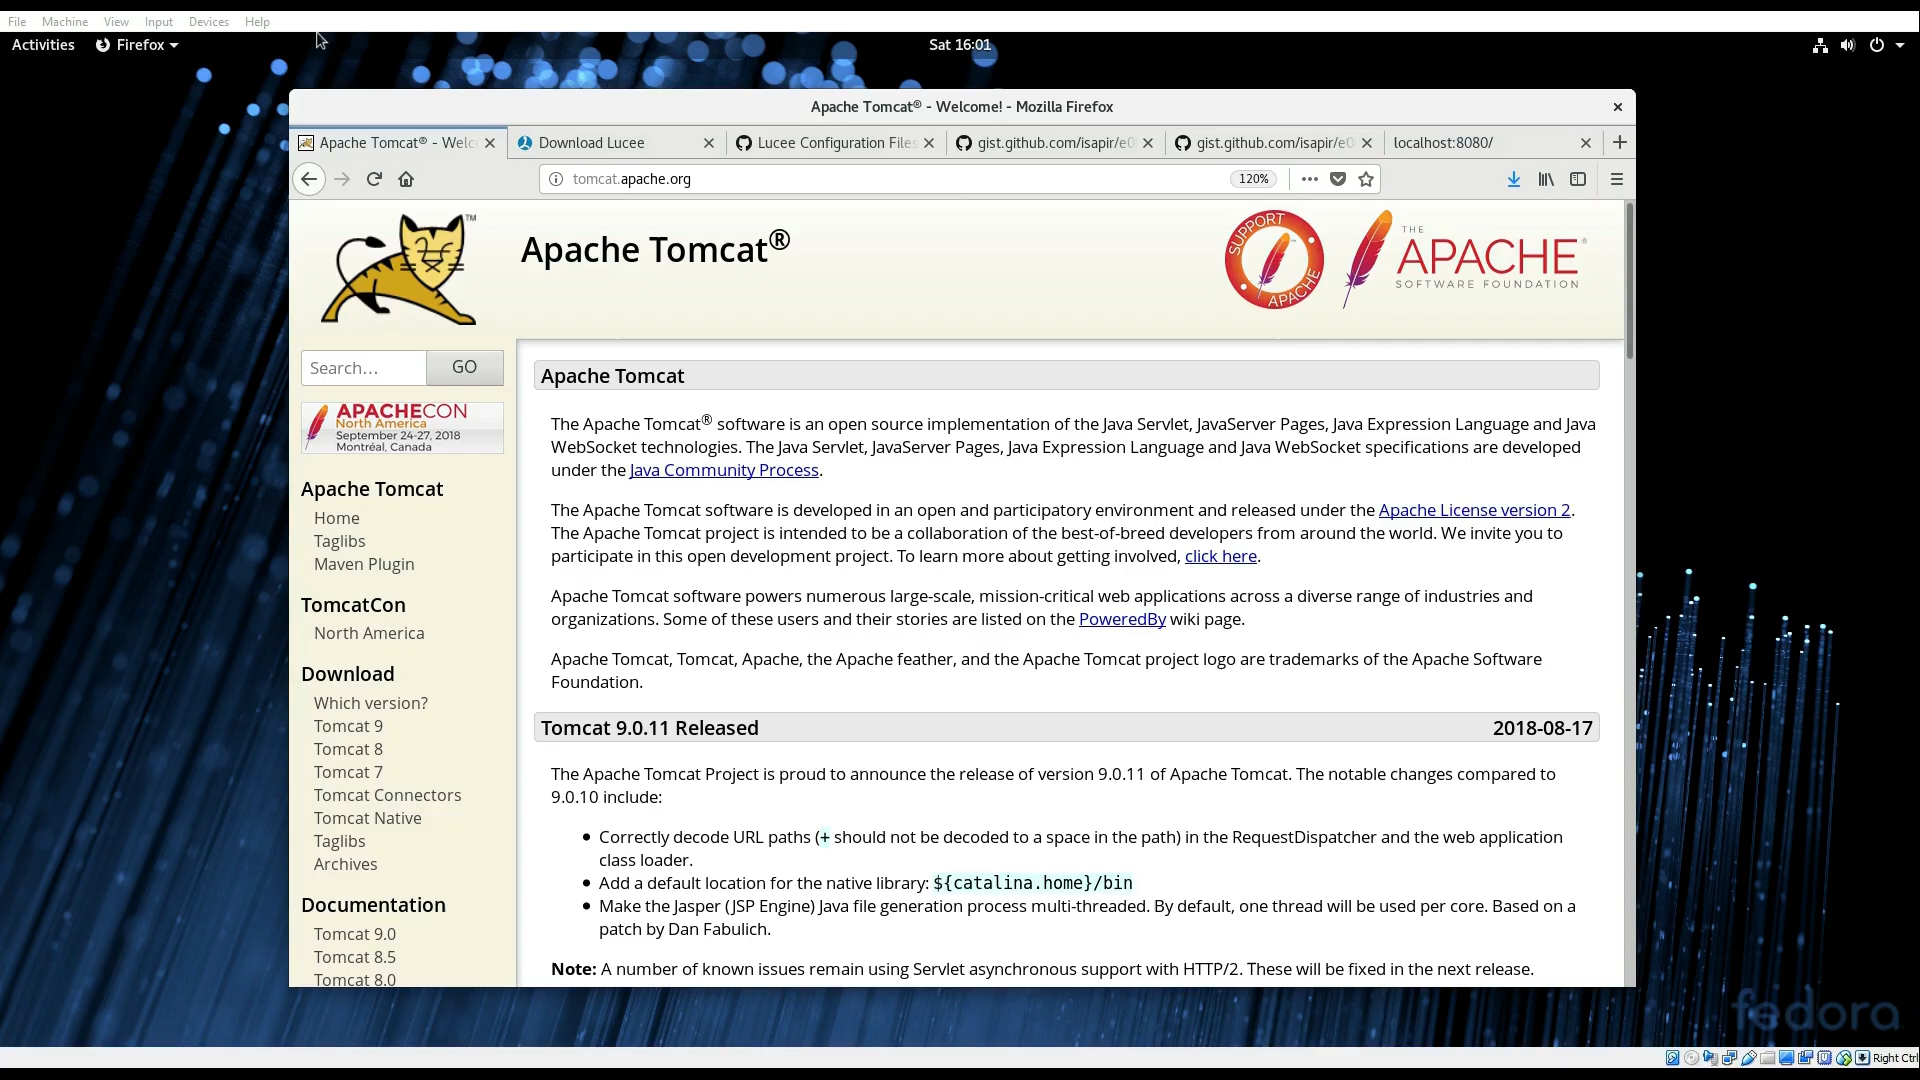 File Machine View Input Devices Help
Activities Firefox Sat 16:01
Apache Tomcat® - Welcome! - Mozilla Firefox
Apache Tomcat® - Welc Download Lucee Lucee Configuration Files gist.github.com/isapir/e0 gist.github.com/isapir/e0 localhost:8080/
tomcat.apache.org 120%
Apache Tomcat®
SUPPORT APACHE
THE
APACHE®
SOFTWARE FOUNDATION
TM
Search... GO
APACHECON
North America
September 24-27, 2018
Montréal, Canada
Apache Tomcat
Home
Taglibs
Maven Plugin
TomcatCon
North America
Download
Which version?
Tomcat 9
Tomcat 8
Tomcat 7
Tomcat Connectors
Tomcat Native
Taglibs
Archives
Documentation
Tomcat 9.0
Tomcat 8.5
Tomcat 8.0
Apache Tomcat
The Apache Tomcat® software is an open source implementation of the Java Servlet, JavaServer Pages, Java Expression Language and Java
WebSocket technologies. The Java Servlet, JavaServer Pages, Java Expression Language and Java WebSocket specifications are developed
under the Java Community Process.
The Apache Tomcat software is developed in an open and participatory environment and released under the Apache License version 2.
The Apache Tomcat project is intended to be a collaboration of the best-of-breed developers from around the world. We invite you to
participate in this open development project. To learn more about getting involved, click here.
Apache Tomcat software powers numerous large-scale, mission-critical web applications across a diverse range of industries and
organizations. Some of these users and their stories are listed on the PoweredBy wiki page.
Apache Tomcat, Tomcat, Apache, the Apache feather, and the Apache Tomcat project logo are trademarks of the Apache Software
Foundation.
Tomcat 9.0.11 Released 2018-08-17
The Apache Tomcat Project is proud to announce the release of version 9.0.11 of Apache Tomcat. The notable changes compared to
9.0.10 include:
• Correctly decode URL paths (+ should not be decoded to a space in the path) in the RequestDispatcher and the web application
class loader.
• Add a default location for the native library: ${catalina.home}/bin
• Make the Jasper (JSP Engine) Java file generation process multi-threaded. By default, one thread will be used per core. Based on a
patch by Dan Fabulich.
Note: A number of known issues remain using Servlet asynchronous support with HTTP/2. These will be fixed in the next release.
fedora
Right Ctrl